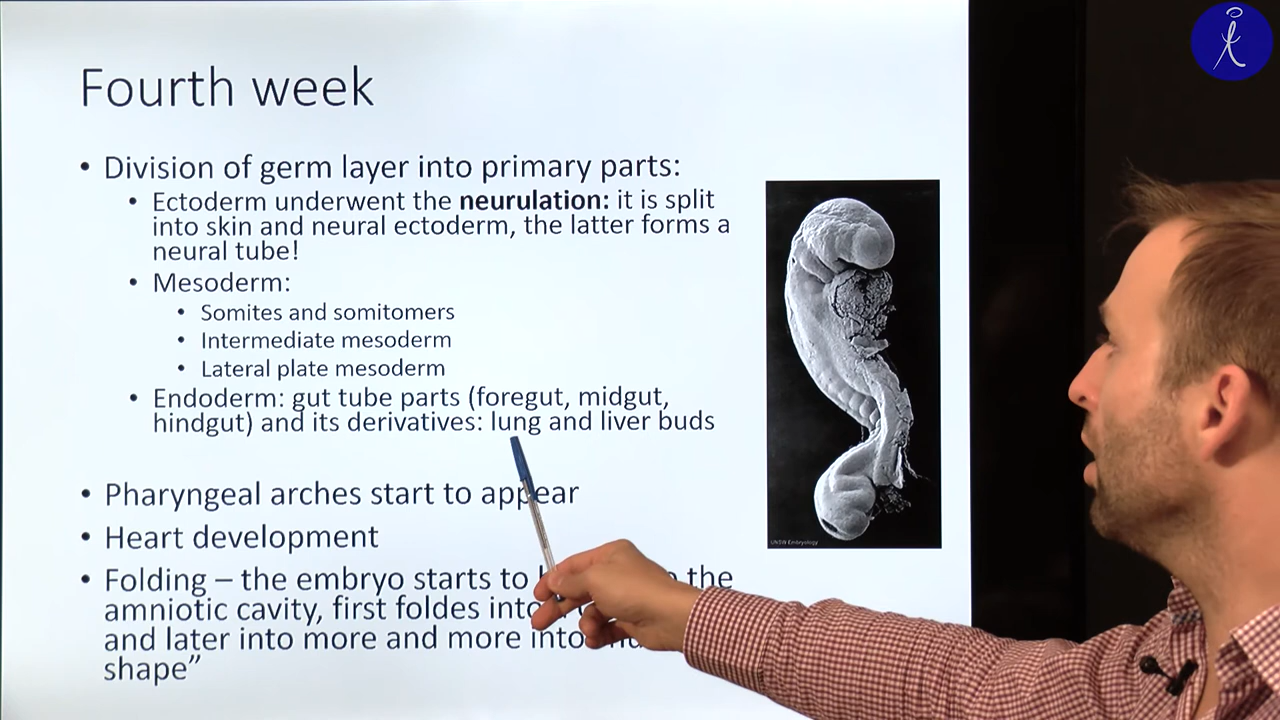 Fourth week
• Division of germ layer into primary parts:
• Ectoderm underwent the neurulation: it is split
into skin and neural ectoderm, the latter forms a
neural tube!
• Mesoderm:
• Somites and somitomers
• Intermediate mesoderm
• Lateral plate mesoderm
• Endoderm: gut tube parts (foregut, midgut,
hindgut) and its derivatives: lung and liver buds
• Pharyngeal arches start to appear
• Heart development
• Folding – the embryo starts to the
amniotic cavity, first foldes into
and later into more and more into
shape”
UNSW Embryology